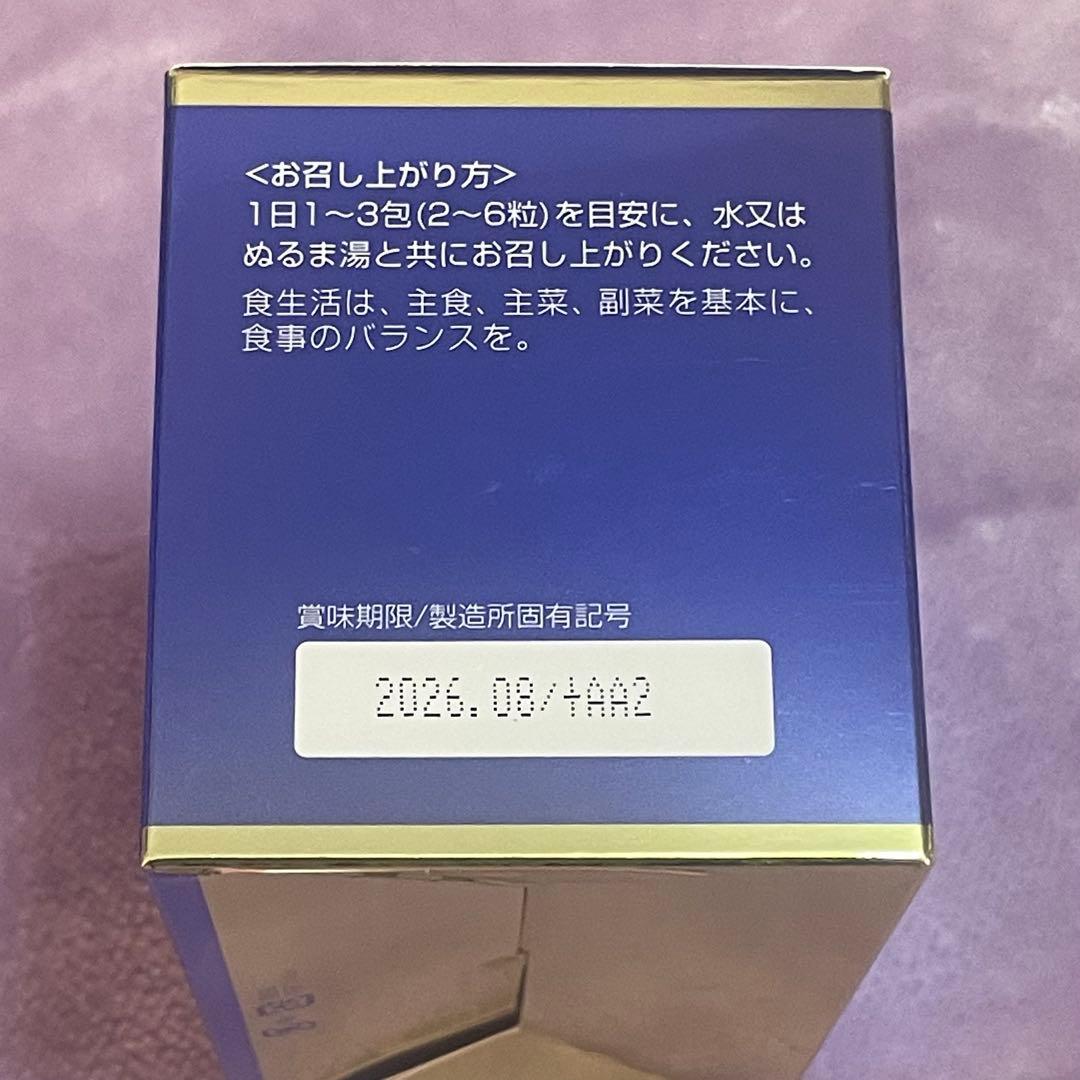 <お召し上がり方>
1日1～3包(2～6粒)を目安に、水又は
ぬるま湯と共にお召し上がりください。
食生活は、主食、主菜、副菜を基本に、
食事のバランスを。
賞味期限/製造所固有記号
2026.08/+AA2